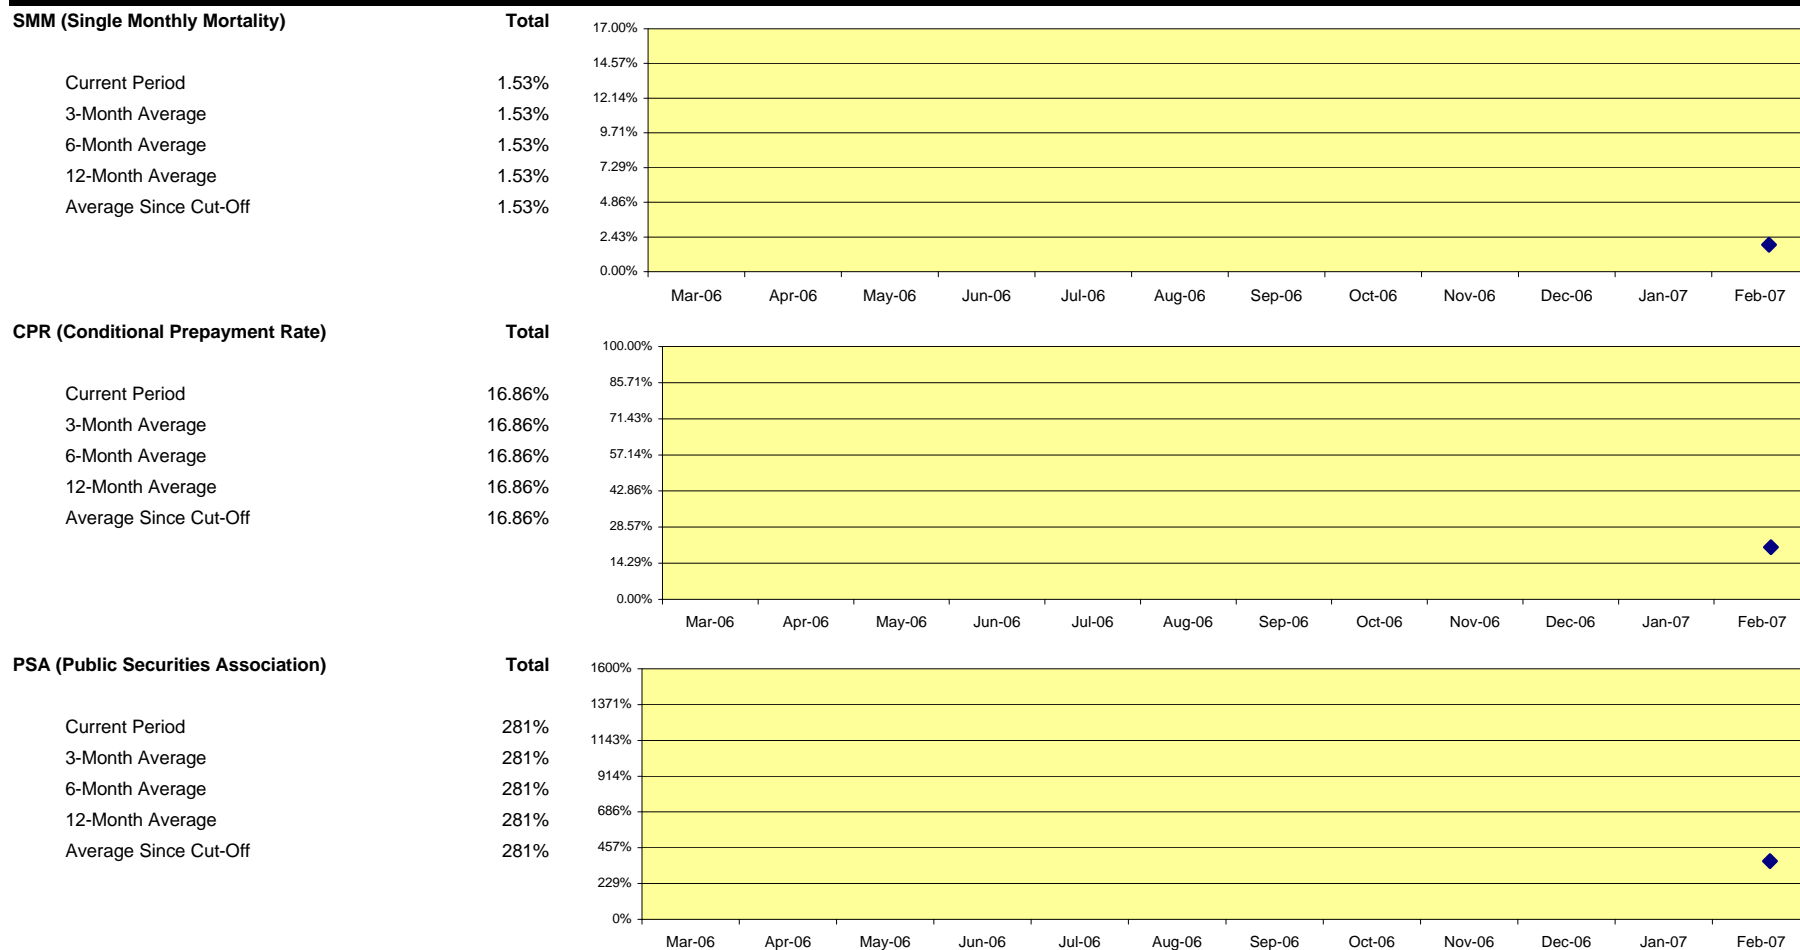 SMM (Single Monthly Mortality) Total
Current Period 1.53%
3-Month Average 1.53%
6-Month Average 1.53%
12-Month Average 1.53%
Average Since Cut-Off 1.53%
17.00%
14.57%
12.14%
9.71%
7.29%
4.86%
2.43%
0.00%
Mar-06 Apr-06 May-06 Jun-06 Jul-06 Aug-06 Sep-06 Oct-06 Nov-06 Dec-06 Jan-07 Feb-07
CPR (Conditional Prepayment Rate) Total
Current Period 16.86%
3-Month Average 16.86%
6-Month Average 16.86%
12-Month Average 16.86%
Average Since Cut-Off 16.86%
100.00%
85.71%
71.43%
57.14%
42.86%
28.57%
14.29%
0.00%
Mar-06 Apr-06 May-06 Jun-06 Jul-06 Aug-06 Sep-06 Oct-06 Nov-06 Dec-06 Jan-07 Feb-07
PSA (Public Securities Association) Total
Current Period 281%
3-Month Average 281%
6-Month Average 281%
12-Month Average 281%
Average Since Cut-Off 281%
1600%
1371%
1143%
914%
686%
457%
229%
0%
Mar-06 Apr-06 May-06 Jun-06 Jul-06 Aug-06 Sep-06 Oct-06 Nov-06 Dec-06 Jan-07 Feb-07